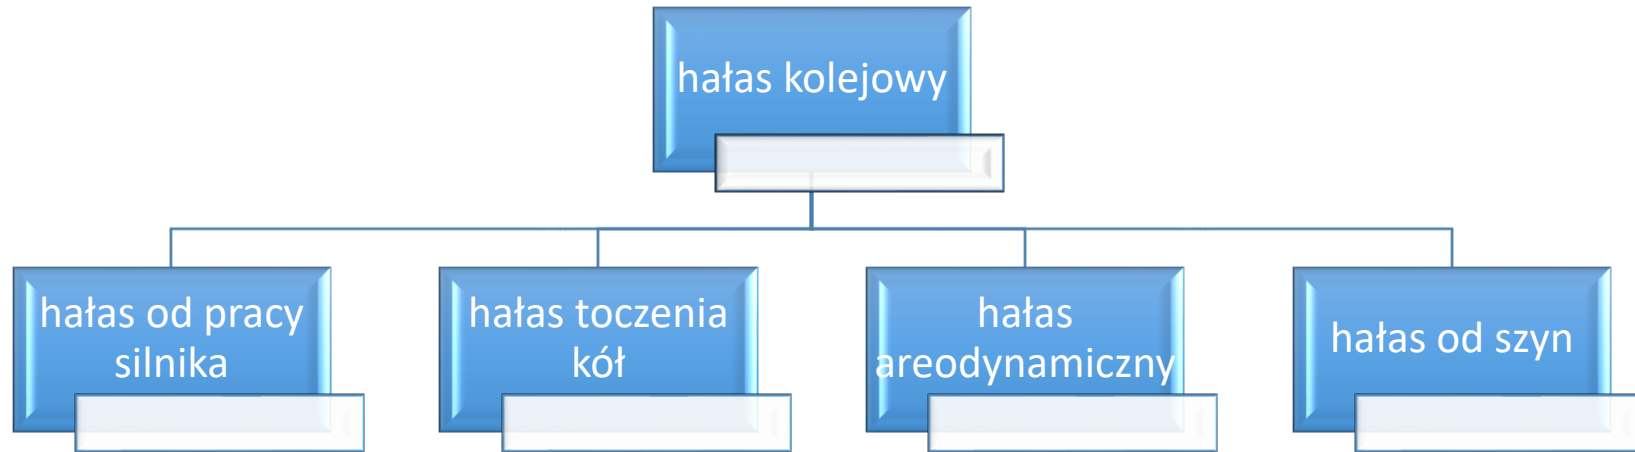 hałas kolejowy
hałas od pracy
silnika
hałas toczenia
kół
hałas
areodynamiczny
hałas od szyn